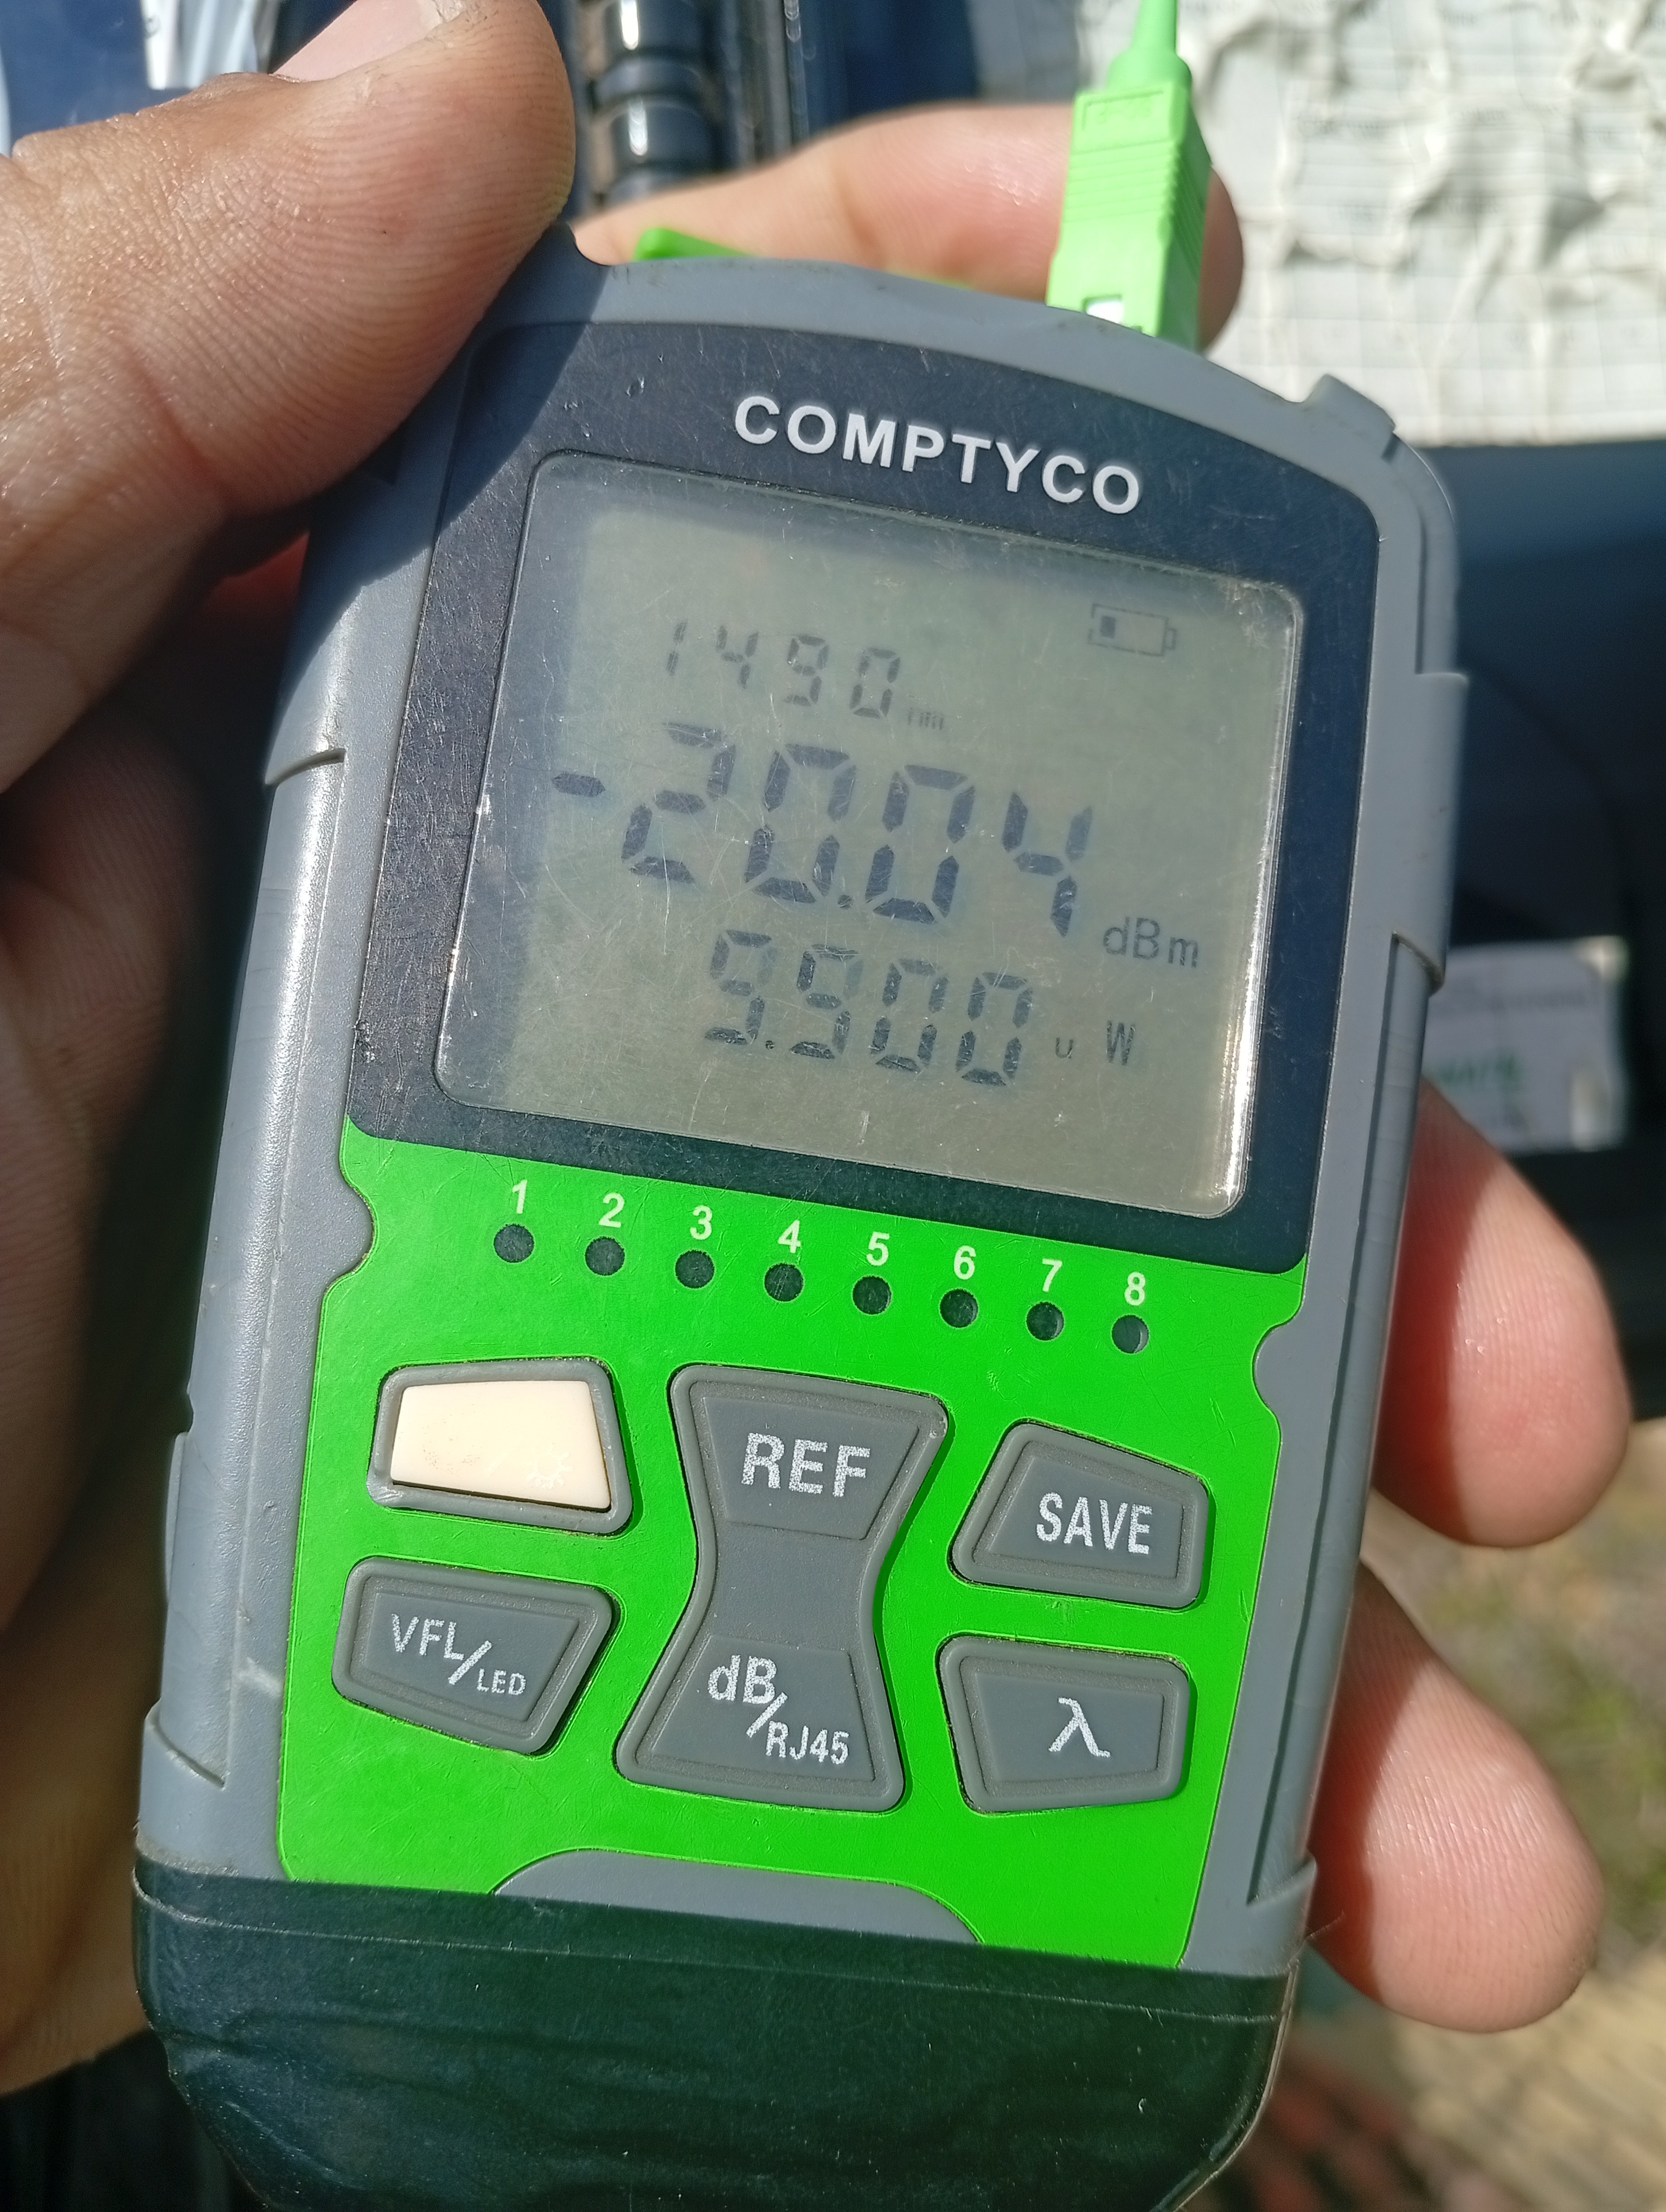 COMPTYCO
1490 nm
-20.04 dBm
9.900 u W
1 2 3 4 5 6 7 8
REF
SAVE
VFL/LED
dB/RJ45
λ